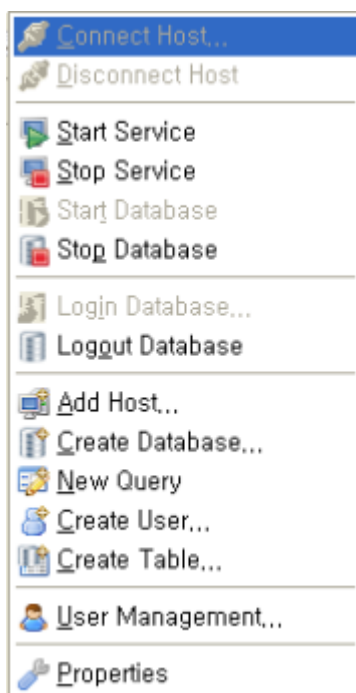 Connect Host...
Disconnect Host
Start Service
Stop Service
Start Database
Stop Database
Login Database...
Logout Database
Add Host...
Create Database...
New Query
Create User...
Create Table...
User Management...
Properties